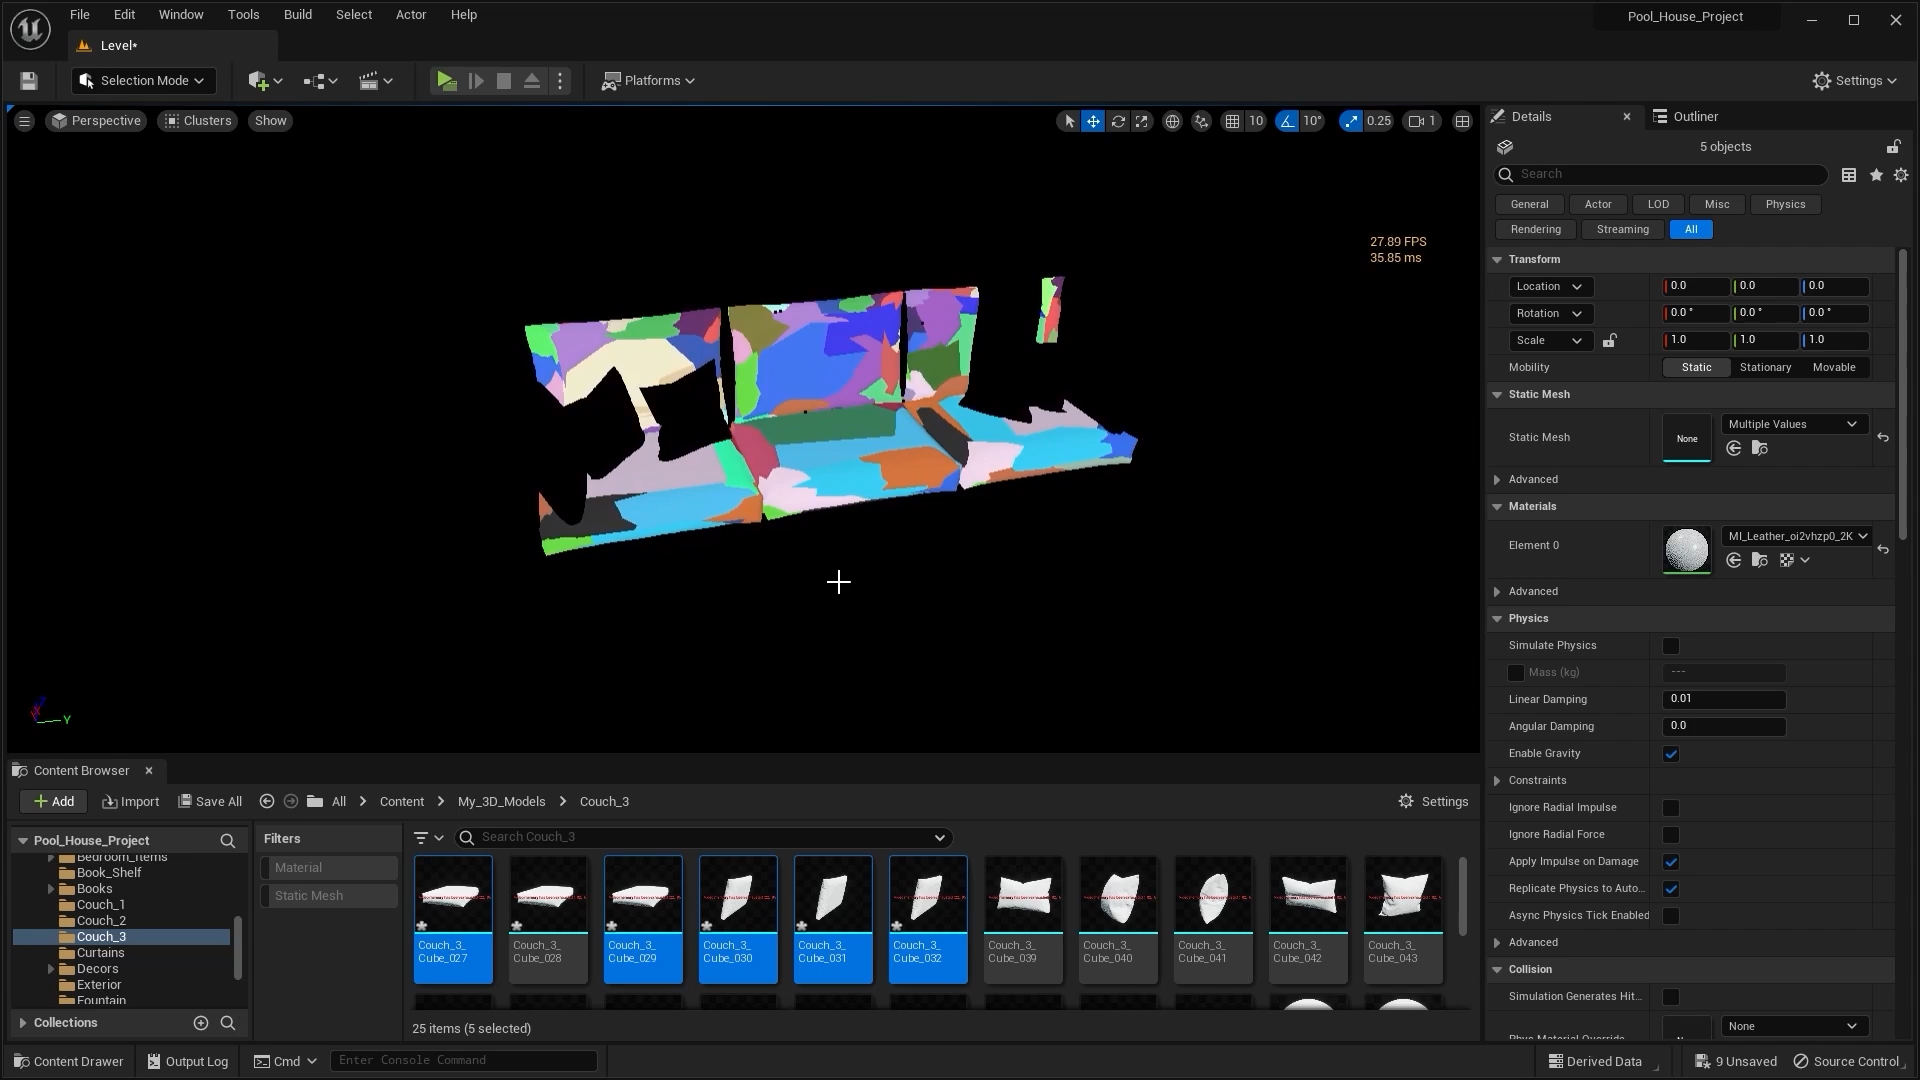 File Edit Window Tools Build Select Actor Help
Pool_House_Project
Level*
Selection Mode
Platforms
Settings
Perspective
Clusters
Show
10
10°
0.25
1
27.89 FPS
35.85 ms
Details
Outliner
5 objects
Search
General
Actor
LOD
Misc
Physics
Rendering
Streaming
All
Transform
Location
0.0
0.0
0.0
Rotation
0.0 °
0.0 °
0.0 °
Scale
1.0
1.0
1.0
Mobility
Static
Stationary
Movable
Static Mesh
Static Mesh
None
Multiple Values
Advanced
Materials
Element 0
MI_Leather_oi2vhzp0_2K
Advanced
Physics
Simulate Physics
Mass (kg)
---
Linear Damping
0.01
Angular Damping
0.0
Enable Gravity
Constraints
Ignore Radial Impulse
Ignore Radial Force
Apply Impulse on Damage
Replicate Physics to Auto...
Async Physics Tick Enabled
Advanced
Collision
Simulation Generates Hit...
Phys Material Override
None
Y
Content Browser
Add
Import
Save All
All
Content
My_3D_Models
Couch_3
Settings
Pool_House_Project
Bedroom_Items
Book_Shelf
Books
Couch_1
Couch_2
Couch_3
Curtains
Decors
Exterior
Fountain
Collections
Filters
Material
Static Mesh
Search Couch_3
Couch_3_
Cube_027
Couch_3_
Cube_028
Couch_3_
Cube_029
Couch_3_
Cube_030
Couch_3_
Cube_031
Couch_3_
Cube_032
Couch_3_
Cube_039
Couch_3_
Cube_040
Couch_3_
Cube_041
Couch_3_
Cube_042
Couch_3_
Cube_043
25 items (5 selected)
Content Drawer
Output Log
Cmd
Enter Console Command
Derived Data
9 Unsaved
Source Control